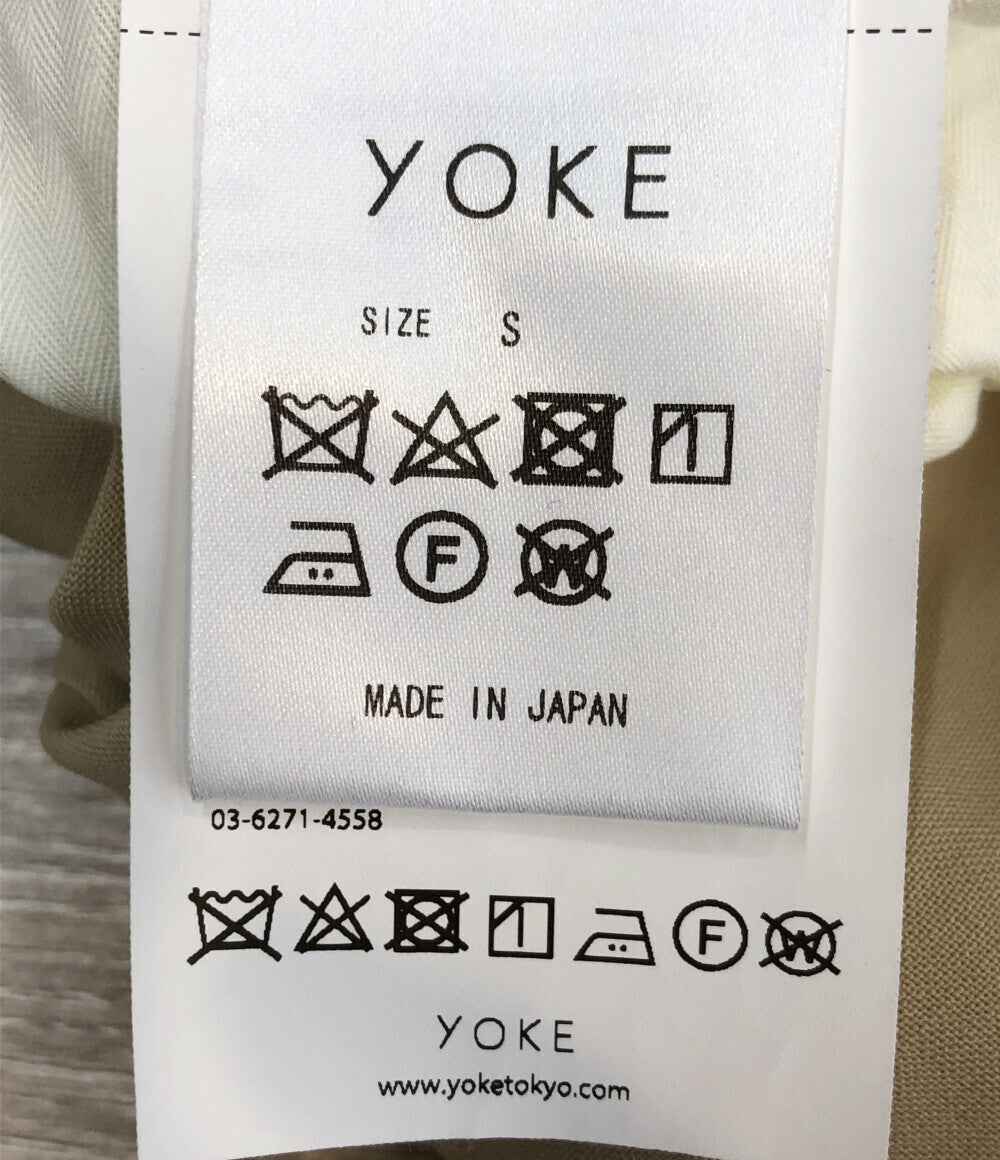 YOKE
SIZE S
F W
MADE IN JAPAN
03-6271-4558
F W
YOKE
www.yoketokyo.com